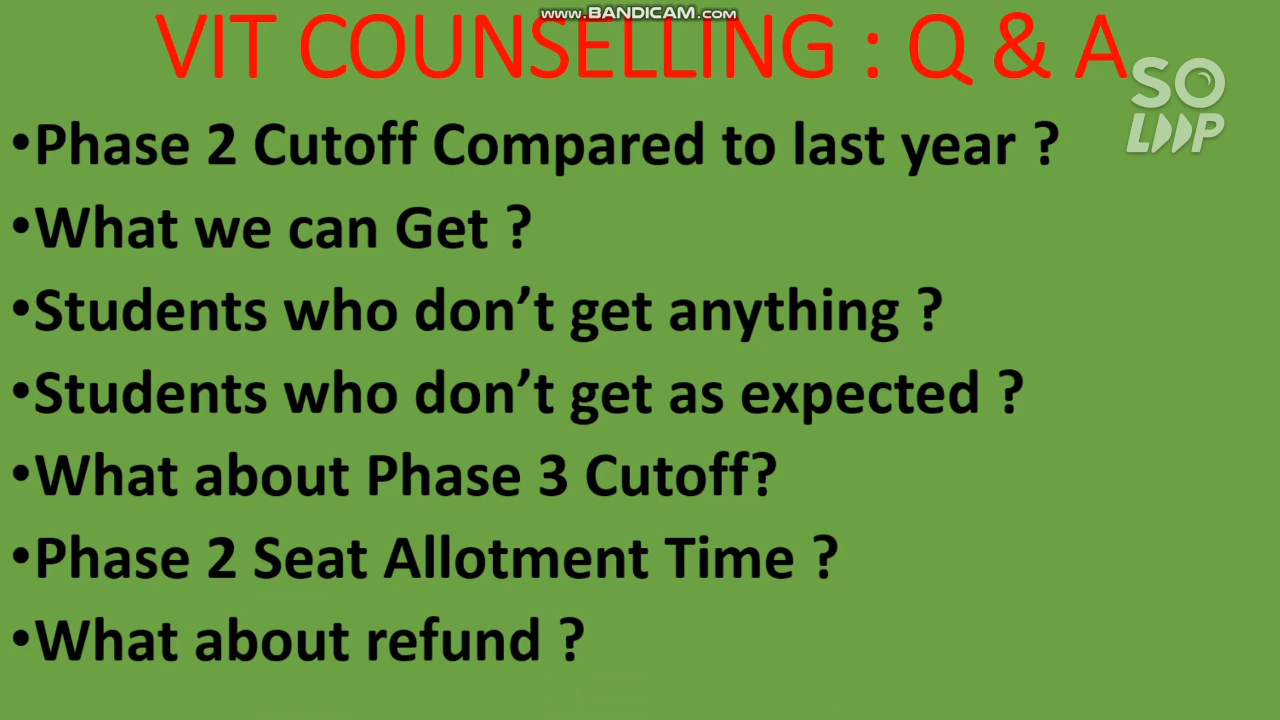 www.BANDICAM.com
VIT COUNSELLING : Q & A
SO
LOOP
•Phase 2 Cutoff Compared to last year ?
•What we can Get ?
•Students who don’t get anything ?
•Students who don’t get as expected ?
•What about Phase 3 Cutoff?
•Phase 2 Seat Allotment Time ?
•What about refund ?